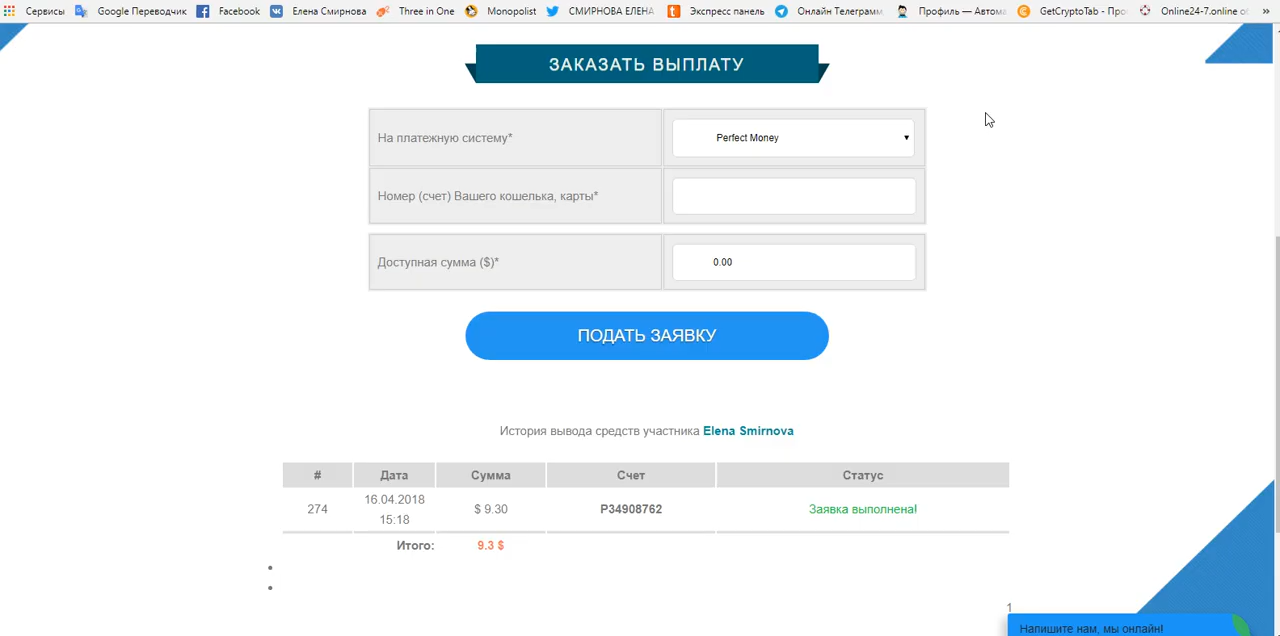 Сервисы Google Переводчик Facebook Елена Смирнова Three in One Monopolist СМИРНОВА ЕЛЕНА Экспресс панель Онлайн Телеграмм Профиль — Автома GetCryptoTab - Про Online24-7.online об »
ЗАКАЗАТЬ ВЫПЛАТУ
На платежную систему* Perfect Money
Номер (счет) Вашего кошелька, карты*
Доступная сумма ($)* 0.00
ПОДАТЬ ЗАЯВКУ
История вывода средств участника Elena Smirnova
# Дата Сумма Счет Статус
274 16.04.2018 15:18 $ 9.30 P34908762 Заявка выполнена!
Итого: 9.3 $
1
Напишите нам, мы онлайн!